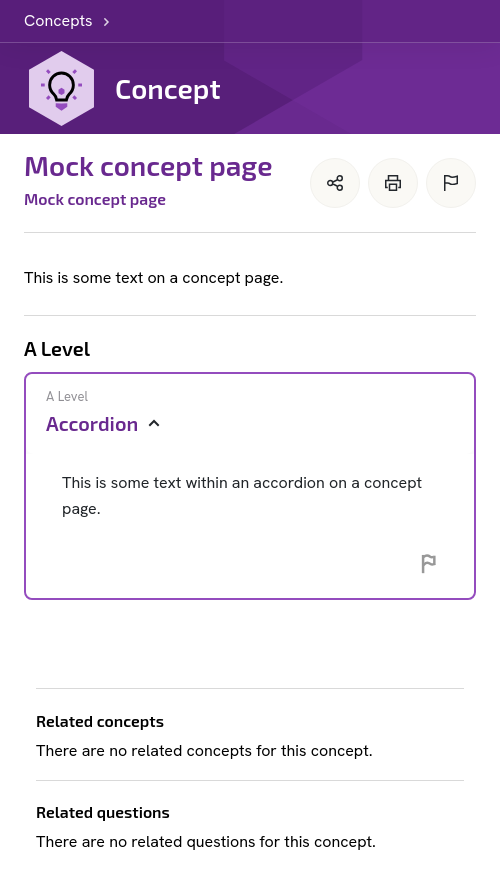 Concepts
Concept
Mock concept page
Mock concept page
This is some text on a concept page.
A Level
A Level
Accordion
This is some text within an accordion on a concept
page.
Related concepts
There are no related concepts for this concept.
Related questions
There are no related questions for this concept.